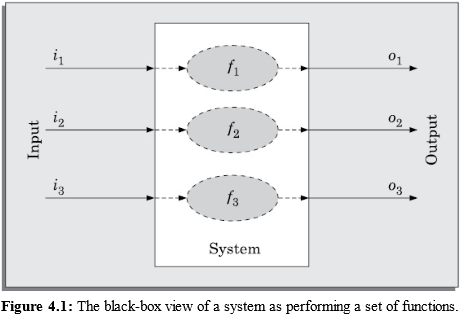 i1 f1 o1
i2 f2 o2
Input Output
i3 f3 o3
System
Figure 4.1: The black-box view of a system as performing a set of functions.